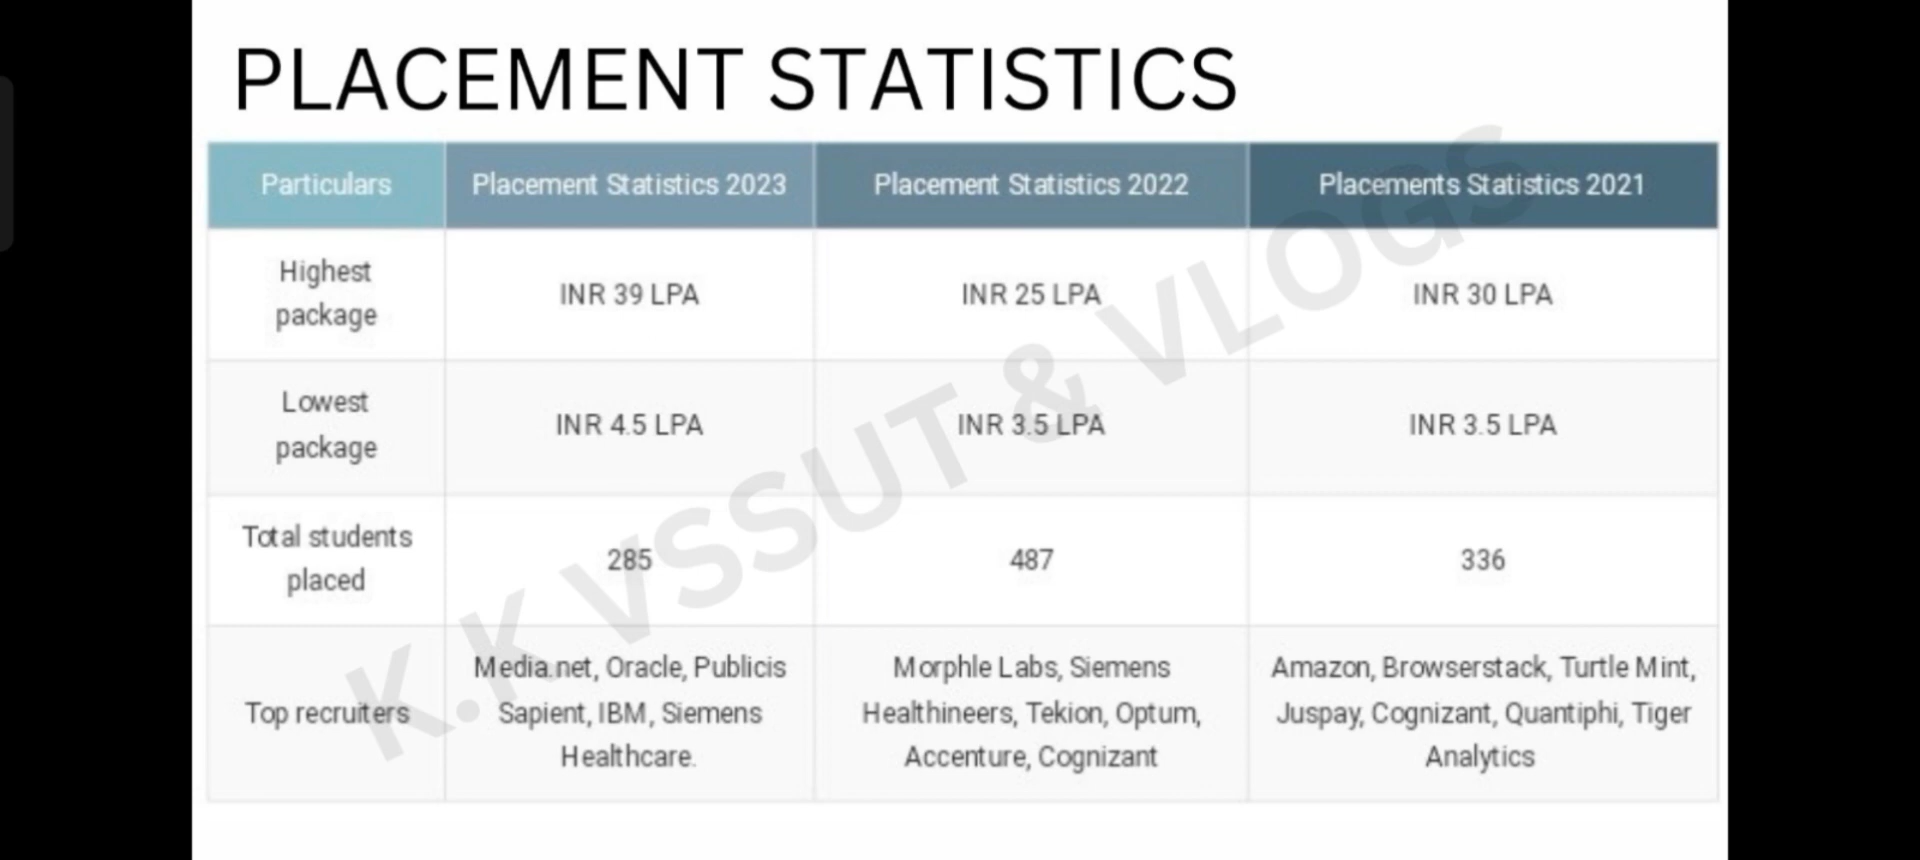 PLACEMENT STATISTICS
Particulars
Placement Statistics 2023
Placement Statistics 2022
Placements Statistics 2021
Highest
package
INR 39 LPA
INR 25 LPA
INR 30 LPA
Lowest
package
INR 4.5 LPA
INR 3.5 LPA
INR 3.5 LPA
Total students
placed
285
487
336
Top recruiters
Media.net, Oracle, Publicis
Sapient, IBM, Siemens
Healthcare.
Morphle Labs, Siemens
Healthineers, Tekion, Optum,
Accenture, Cognizant
Amazon, Browserstack, Turtle Mint,
Juspay, Cognizant, Quantiphi, Tiger
Analytics
K.K VSSUT & VLOGS